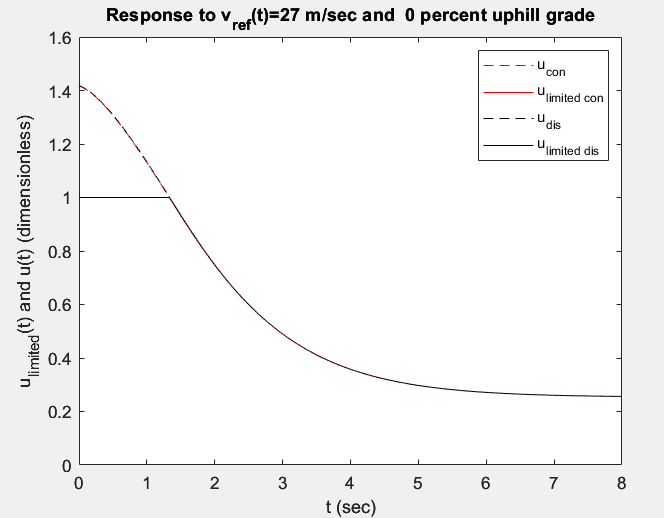 Response to v_ref(t)=27 m/sec and  0 percent uphill grade
u_limited(t) and u(t) (dimensionless)
1.6
1.4
1.2
1
0.8
0.6
0.4
0.2
0
u_con
u_limited con
u_dis
u_limited dis
0 1 2 3 4 5 6 7 8
t (sec)